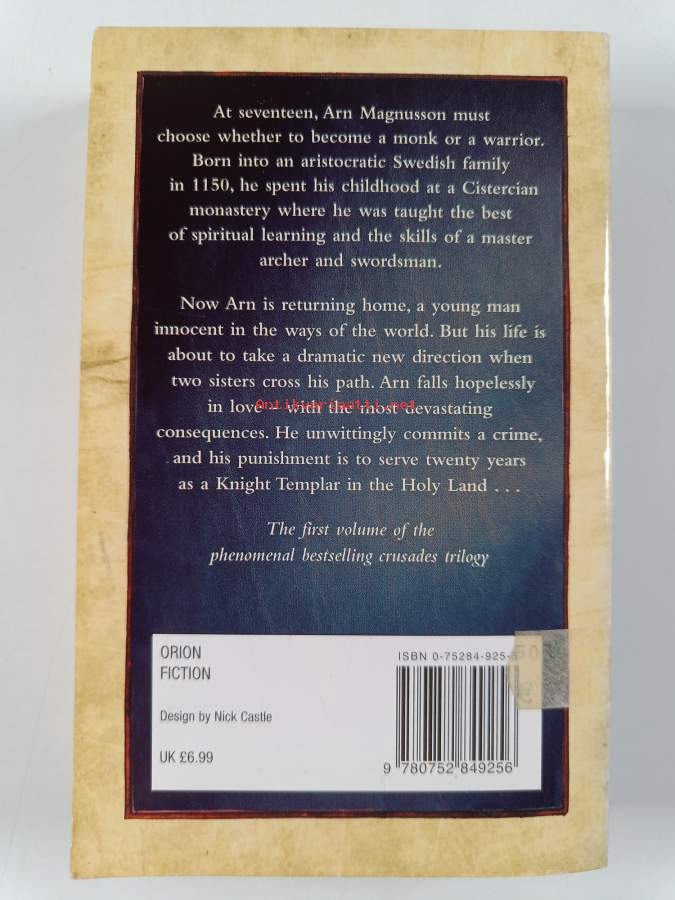 At seventeen, Arn Magnusson must
choose whether to become a monk or a warrior.
Born into an aristocratic Swedish family
in 1150, he spent his childhood at a Cistercian
monastery where he was taught the best
of spiritual learning and the skills of a master
archer and swordsman.
Now Arn is returning home, a young man
innocent in the ways of the world. But his life is
about to take a dramatic new direction when
two sisters cross his path. Arn falls hopelessly
in love – with the most devastating
Antikvariaatti.net
consequences. He unwittingly commits a crime,
and his punishment is to serve twenty years
as a Knight Templar in the Holy Land . . .
The first volume of the
phenomenal bestselling crusades trilogy
ORION
FICTION
Design by Nick Castle
UK £6.99
ISBN 0-75284-925-
9 780752 849256